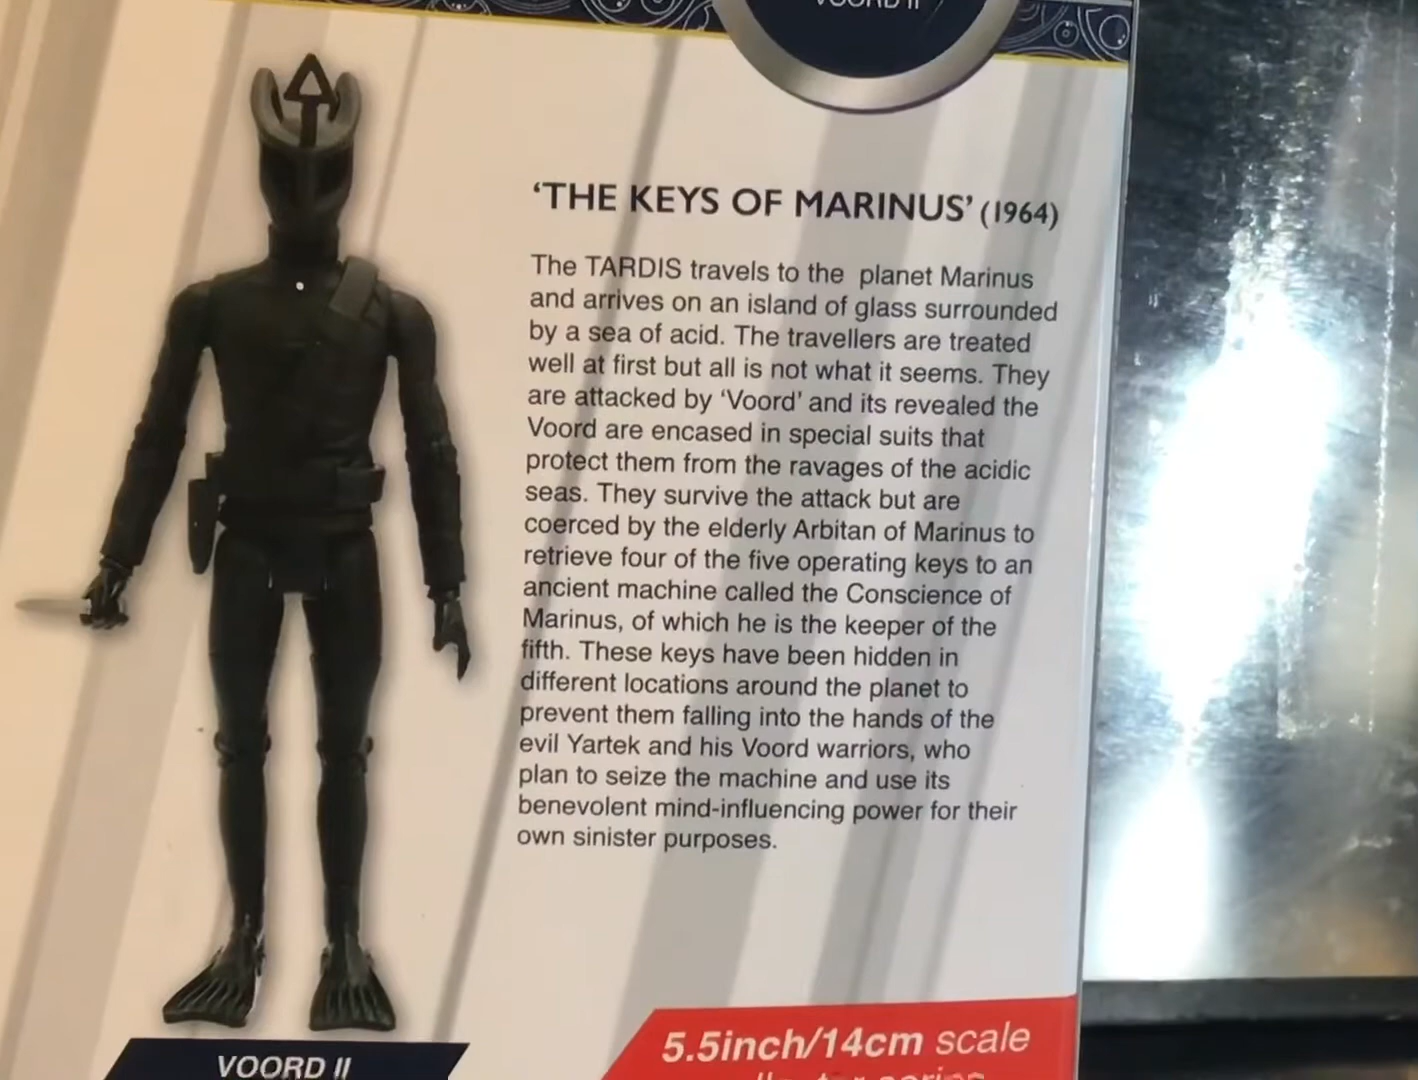 VOORD II
'THE KEYS OF MARINUS' (1964)
The TARDIS travels to the planet Marinus
and arrives on an island of glass surrounded
by a sea of acid. The travellers are treated
well at first but all is not what it seems. They
are attacked by 'Voord' and its revealed the
Voord are encased in special suits that
protect them from the ravages of the acidic
seas. They survive the attack but are
coerced by the elderly Arbitan of Marinus to
retrieve four of the five operating keys to an
ancient machine called the Conscience of
Marinus, of which he is the keeper of the
fifth. These keys have been hidden in
different locations around the planet to
prevent them falling into the hands of the
evil Yartek and his Voord warriors, who
plan to seize the machine and use its
benevolent mind-influencing power for their
own sinister purposes.
VOORD II
5.5inch/14cm scale